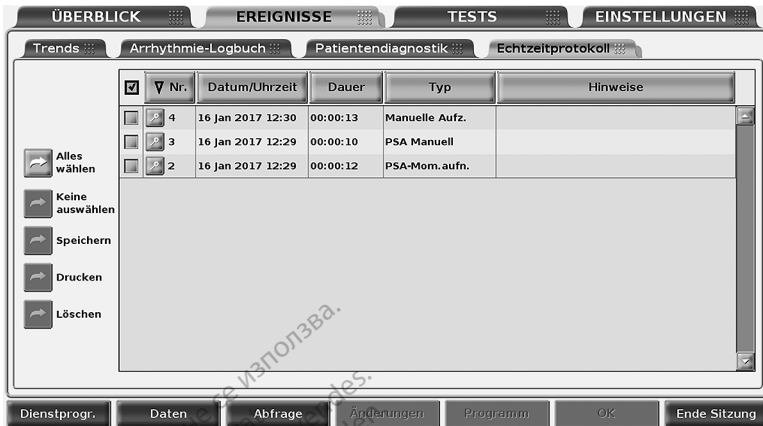 ÜBERBLICK EREIGNISSE TESTS EINSTELLUNGEN
Trends Arrhythmie-Logbuch Patientendiagnostik Echtzeitprotokoll
Nr. Datum/Uhrzeit Dauer Typ Hinweise
4 16 Jan 2017 12:30 00:00:13 Manuelle Aufz.
3 16 Jan 2017 12:29 00:00:10 PSA Manuell
2 16 Jan 2017 12:29 00:00:12 PSA-Mom.aufn.
Alles
wählen
Keine
auswählen
Speichern
Drucken
Löschen
се използва.
Dienstprogr. Daten Abfrage Änderungen Programm OK Ende Sitzung